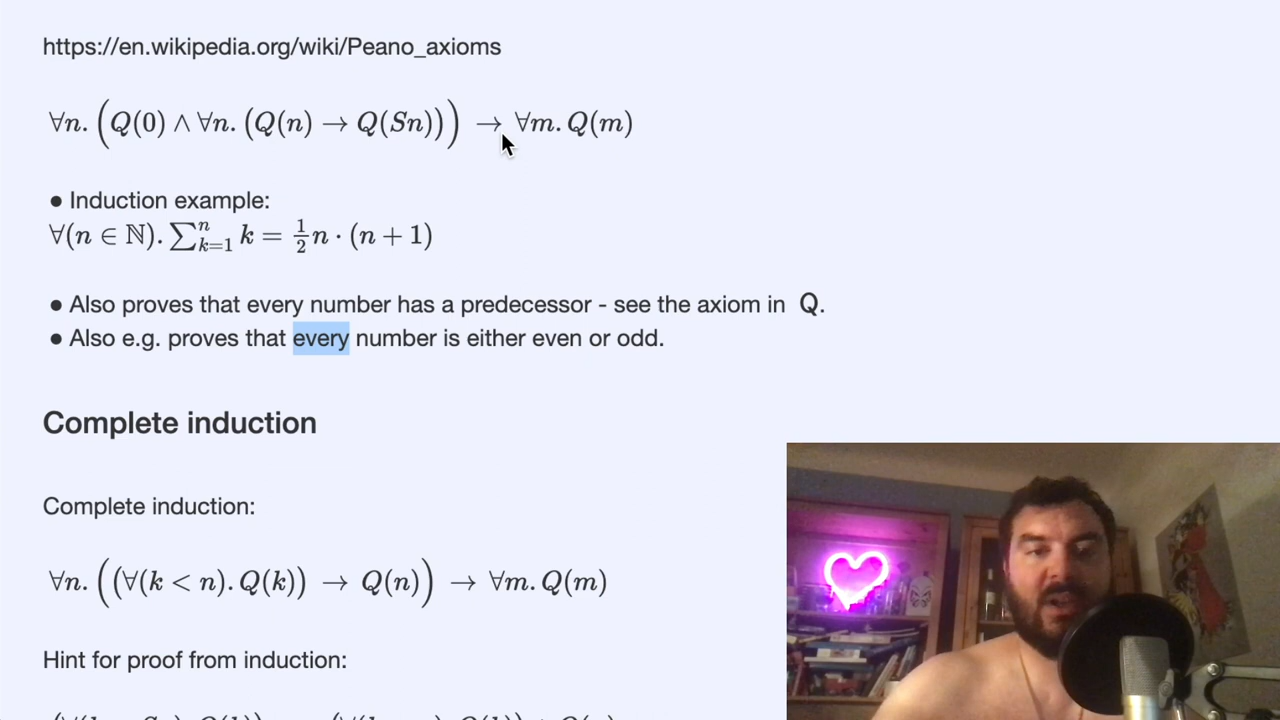 https://en.wikipedia.org/wiki/Peano_axioms
∀n. (Q(0) ∧ ∀n. (Q(n) → Q(Sn))) → ∀m. Q(m)
● Induction example:
∀(n ∈ ℕ). ∑ₖ₌₁ⁿ k = ½n · (n + 1)
● Also proves that every number has a predecessor - see the axiom in Q.
● Also e.g. proves that every number is either even or odd.
Complete induction
Complete induction:
∀n. ((∀(k < n). Q(k)) → Q(n)) → ∀m. Q(m)
Hint for proof from induction: